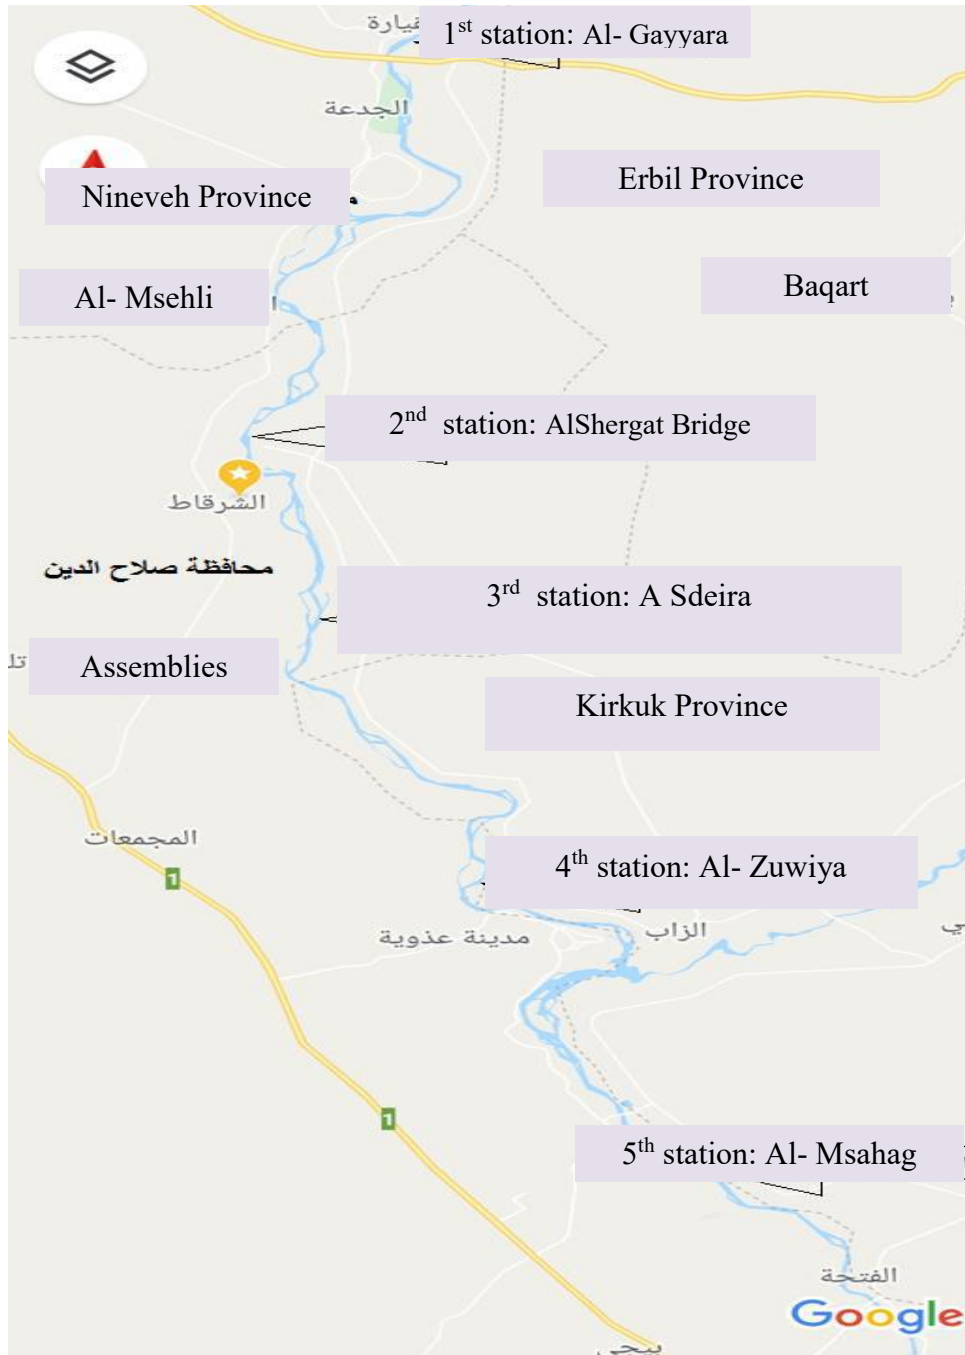 1st station: Al- Gayyara
الجدعة
Erbil Province
Nineveh Province
Baqart
Al- Msehli
2nd station: AlShergat Bridge
الشرقاط
محافظة صلاح الدين
3rd station: A Sdeira
Assemblies
Kirkuk Province
المجمعات
1
4th station: Al- Zuwiya
الزاب
مدينة عذوية
1
5th station: Al- Msahag
الفتحة
Google
بيجي